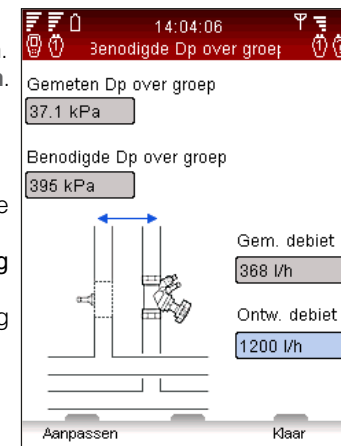 14:04:06
Benodigde Dp over groep
Gemeten Dp over groep
37.1 kPa
Benodigde Dp over groep
395 kPa
Gem. debiet
368 l/h
Ontw. debiet
1200 l/h
Aanpassen Klaar